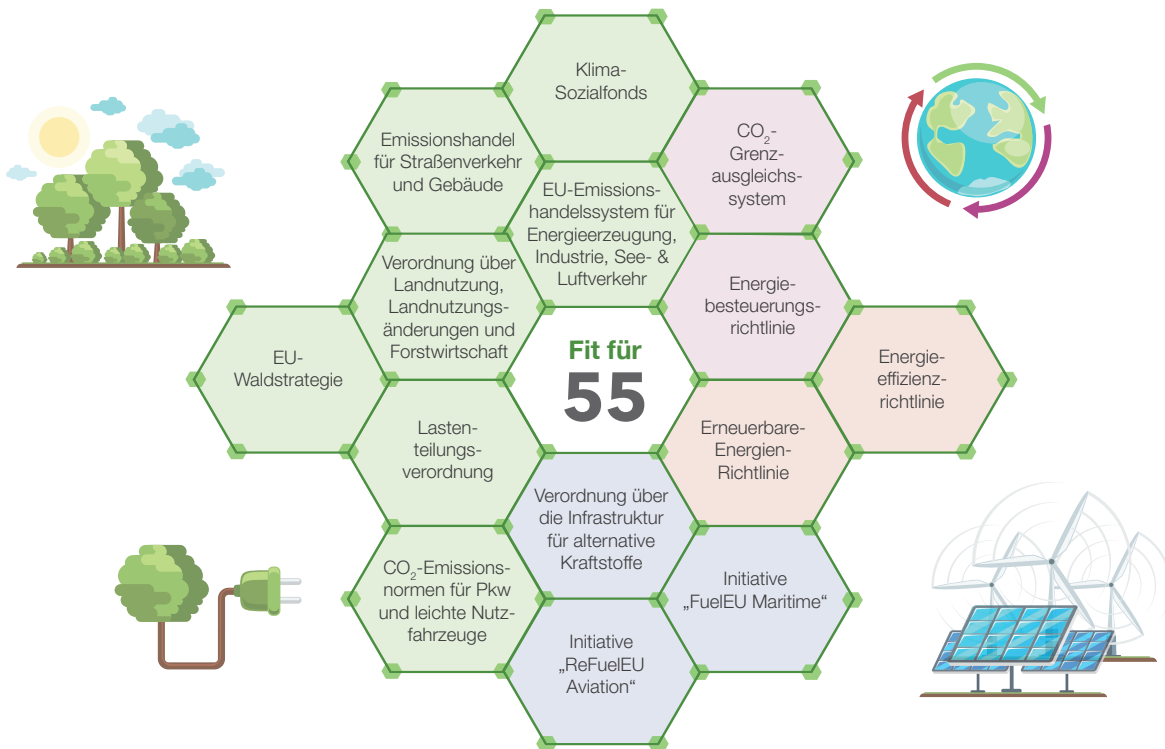 Klima-
Sozialfonds
Emissionshandel
für Straßenverkehr
und Gebäude
CO₂-
Grenz-
ausgleichs-
system
EU-Emissions-
handelssystem für
Energieerzeugung,
Industrie, See- &
Luftverkehr
Verordnung über
Landnutzung,
Landnutzungs-
änderungen und
Forstwirtschaft
Energie-
besteuerungs-
richtlinie
EU-
Waldstrategie
Fit für
55
Energie-
effizienz-
richtlinie
Lasten-
teilungs-
verordnung
Erneuerbare-
Energien-
Richtlinie
Verordnung über
die Infrastruktur
für alternative
Kraftstoffe
CO₂-Emissions-
normen für Pkw
und leichte Nutz-
fahrzeuge
Initiative
„FuelEU Maritime“
Initiative
„ReFuelEU
Aviation“